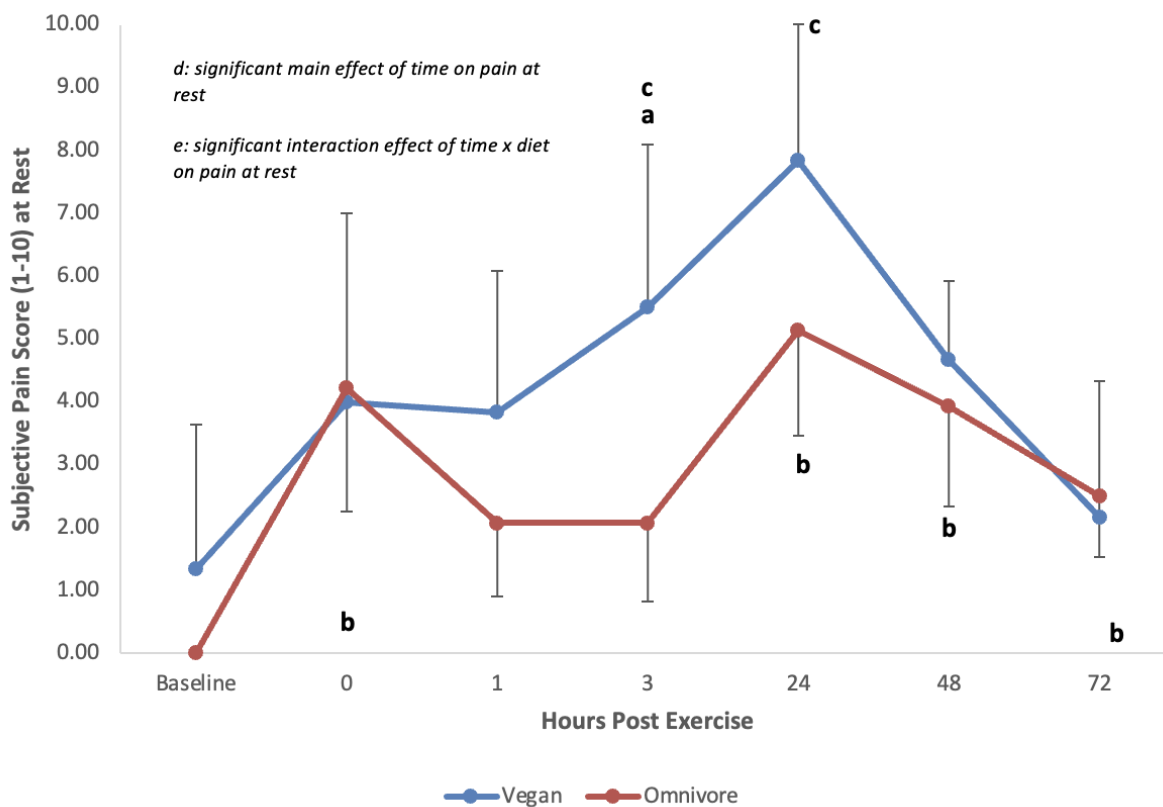 10.00
9.00
8.00
7.00
6.00
5.00
4.00
3.00
2.00
1.00
0.00
Subjective Pain Score (1-10) at Rest
d: significant main effect of time on pain at
rest
e: significant interaction effect of time x diet
on pain at rest
c
c
a
b
b
b
b
Baseline 0 1 3 24 48 72
Hours Post Exercise
Vegan Omnivore